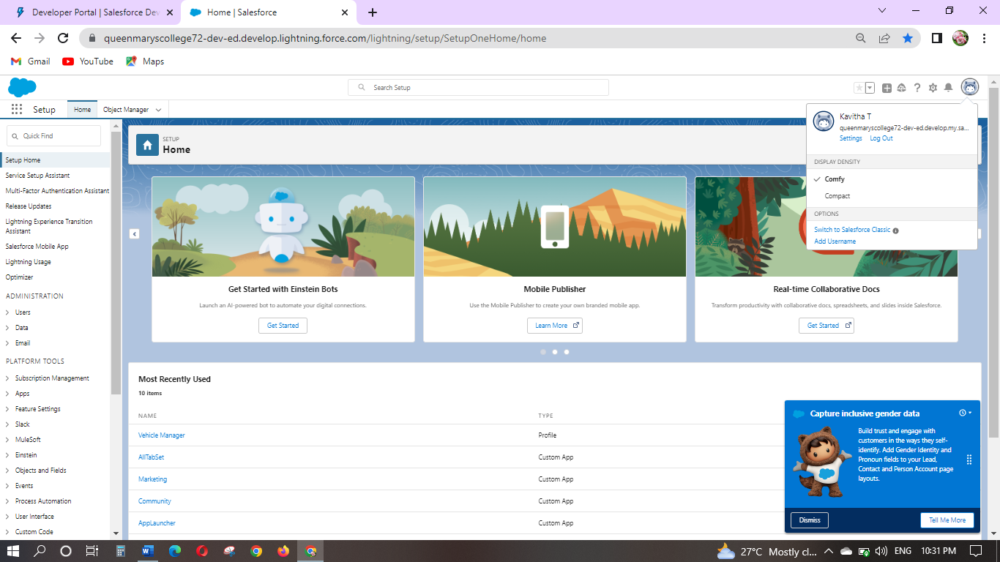 Developer Portal | Salesforce Dev
Home | Salesforce
queenmaryscollege72-dev-ed.develop.lightning.force.com/lightning/setup/SetupOneHome/home
Gmail
YouTube
Maps
Search Setup
Setup
Home
Object Manager
Quick Find
Setup Home
Service Setup Assistant
Multi-Factor Authentication Assistant
Release Updates
Lightning Experience Transition
Assistant
Salesforce Mobile App
Lightning Usage
Optimizer
ADMINISTRATION
Users
Data
Email
PLATFORM TOOLS
Subscription Management
Apps
Feature Settings
Slack
MuleSoft
Einstein
Objects and Fields
Events
Process Automation
User Interface
Custom Code
SETUP
Home
Kavitha T
queenmaryscollege72-dev-ed.develop.my.sa...
Settings Log Out
DISPLAY DENSITY
Comfy
Compact
OPTIONS
Switch to Salesforce Classic
Add Username
Get Started with Einstein Bots
Launch an AI-powered bot to automate your digital connections.
Get Started
Mobile Publisher
Use the Mobile Publisher to create your own branded mobile app.
Learn More
Real-time Collaborative Docs
Transform productivity with collaborative docs, spreadsheets, and slides inside Salesforce.
Get Started
Most Recently Used
10 items
NAME TYPE
Vehicle Manager Profile
AllTabSet Custom App
Marketing Custom App
Community Custom App
AppLauncher Custom App
Capture inclusive gender data
Build trust and engage with
customers in the ways they self-
identify. Add Gender Identity and
Pronoun fields to your Lead,
Contact and Person Account page
layouts.
Dismiss
Tell Me More
27°C Mostly cl...
ENG
10:31 PM